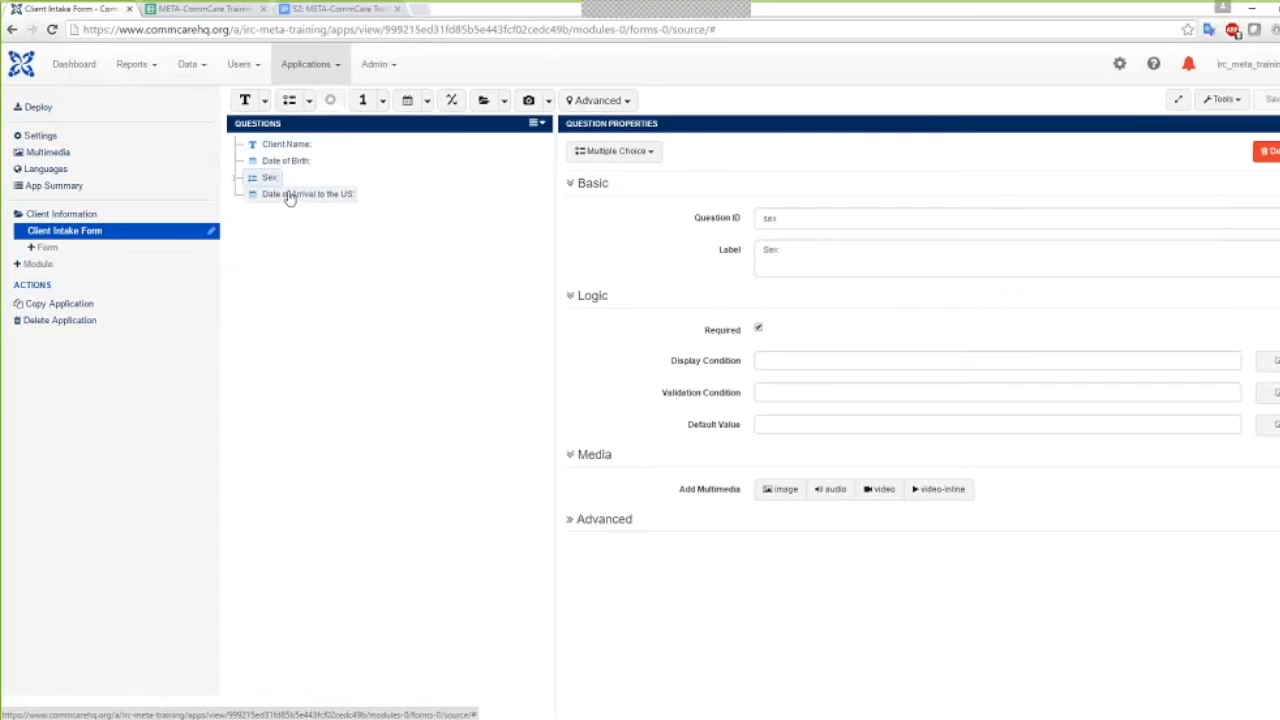 Client Intake Form - Com
META-CommCare Trainin
S2: META-CommCare Trai
https://www.commcarehq.org/a/irc-meta-training/apps/view/999215ed31fd85b5e443fcf02cedc49b/modules-0/forms-0/source/#
Dashboard Reports Data Users Applications Admin irc_meta_trainin
Deploy
Settings
Multimedia
Languages
App Summary
Client Information
Client Intake Form
+ Form
+ Module
ACTIONS
Copy Application
Delete Application
T 1 Advanced Tools Sav
QUESTIONS
Client Name:
Date of Birth:
Sex:
Date of Arrival to the US:
QUESTION PROPERTIES
Multiple Choice De
Basic
Question ID sex
Label Sex:
Logic
Required
Display Condition
Validation Condition
Default Value
Media
Add Multimedia image audio video video-inline
Advanced
https://www.commcarehq.org/a/irc-meta-training/apps/view/999215ed31fd85b5e443fcf02cedc49b/modules-0/forms-0/source/#